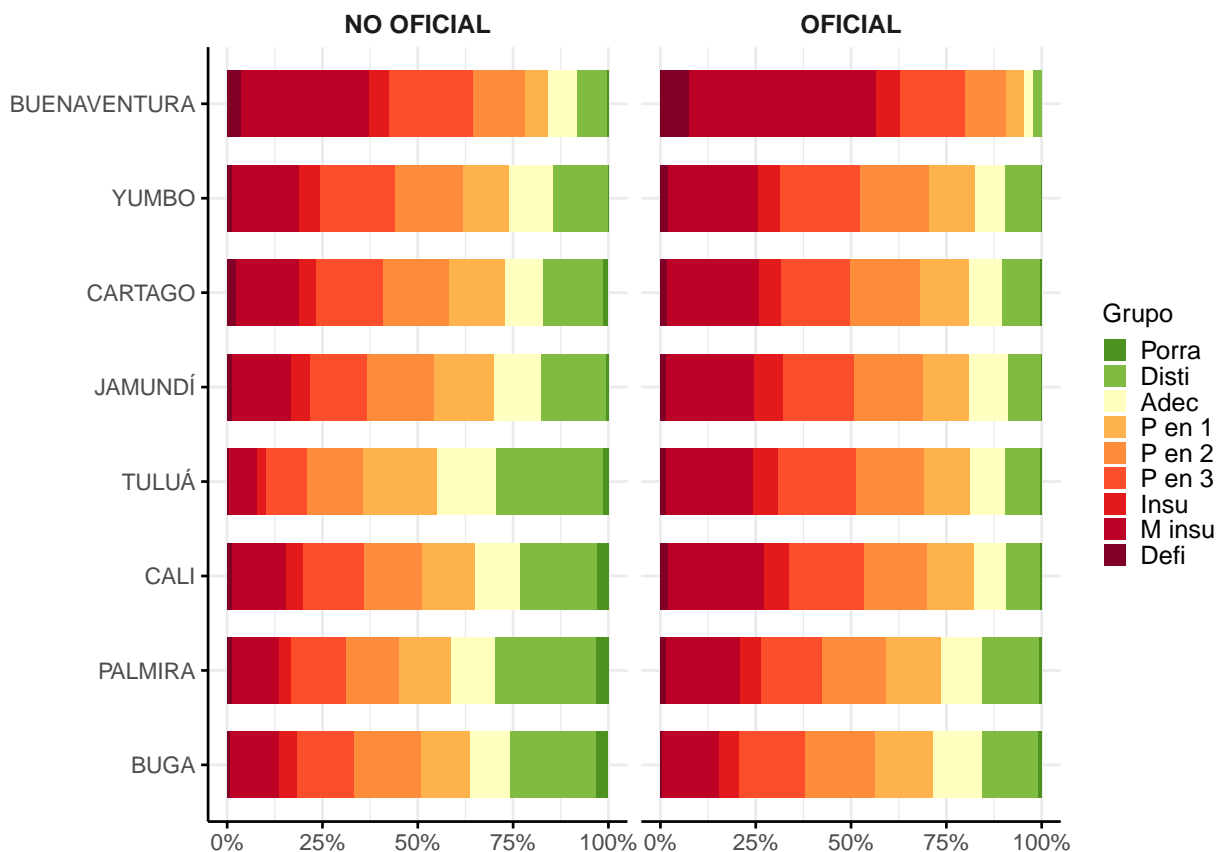 NO OFICIAL
OFICIAL
BUENAVENTURA
YUMBO
CARTAGO
JAMUNDÍ
TULUÁ
CALI
PALMIRA
BUGA
0% 25% 50% 75% 100%
0% 25% 50% 75% 100%
Grupo
Porra
Disti
Adec
P en 1
P en 2
P en 3
Insu
M insu
Defi